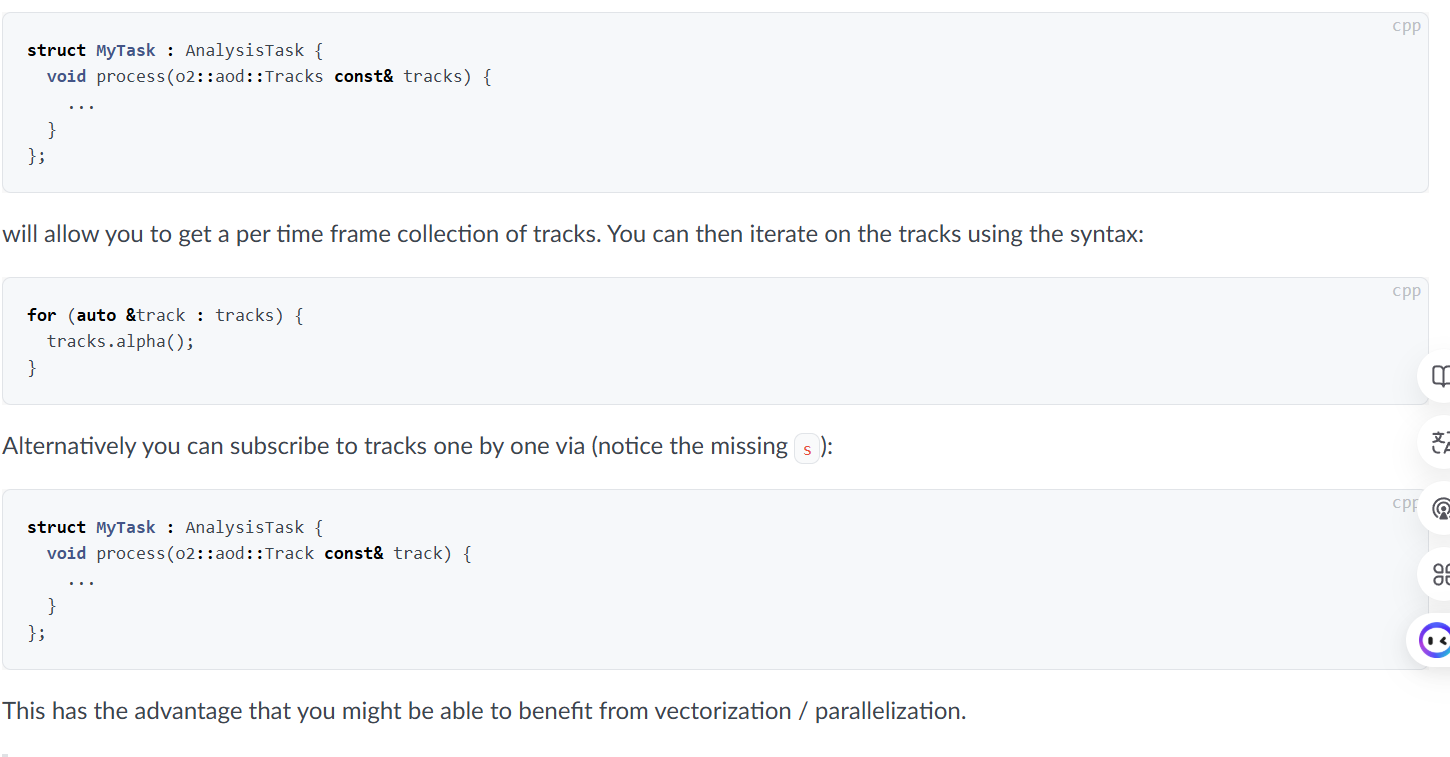 cpp
struct MyTask : AnalysisTask {
  void process(o2::aod::Tracks const& tracks) {
    ...
  }
};
will allow you to get a per time frame collection of tracks. You can then iterate on the tracks using the syntax:
cpp
for (auto &track : tracks) {
  tracks.alpha();
}
Alternatively you can subscribe to tracks one by one via (notice the missing s):
cpp
struct MyTask : AnalysisTask {
  void process(o2::aod::Track const& track) {
    ...
  }
};
This has the advantage that you might be able to benefit from vectorization / parallelization.